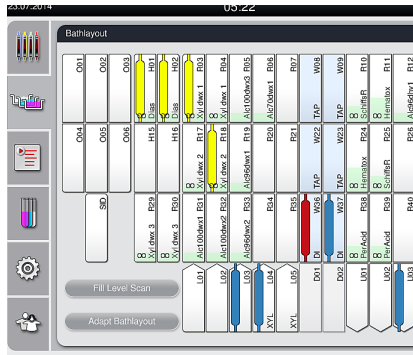 23.07.2014 05:22
Bathlayout
O01 O02 O03 H01 Dias H02 Dias R03 Xyl dwx 1 R04 Xyl dwx 1 R05 Alc100dwx3 R06 Alc70dwx1 R07 W08 TAP W09 TAP R10 SchiffsR R11 Hematox R12 Alc96dhy1
O04 O05 O06 H15 H16 R17 Xyl dwx 2 R18 Xyl dwx 2 R19 Alc96dwx1 R20 R21 W22 TAP W23 TAP R24 Hematox R25 SchiffsR R26
SID R29 Xyl dwx 3 R30 Xyl dwx 3 R31 Alc100dwx1 R32 Alc100dwx2 R33 Alc96dwx2 R34 R35 W36 DI W37 DI R38 PerAcid R39 PerAcid R40
L01 L02 L03 L04 XYL L05 XYL D01 D02 U01 U02 U03
Fill Level Scan
Adapt Bathlayout